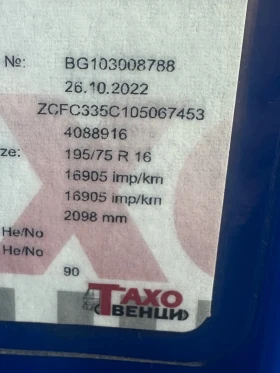 №: BG103008788
26.10.2022
ZCFC335C105067453
4088916
ze: 195/75 R 16
16905 imp/km
16905 imp/km
2098 mm
He/No
He/No
90
ТАХО
ВЕНЦИ